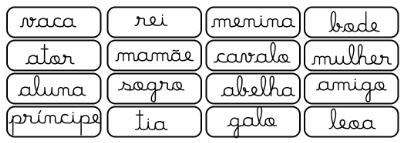 vaca rei menina bode
ator mamãe cavalo mulher
aluna sogro abelha amigo
príncipe tia galo leoa